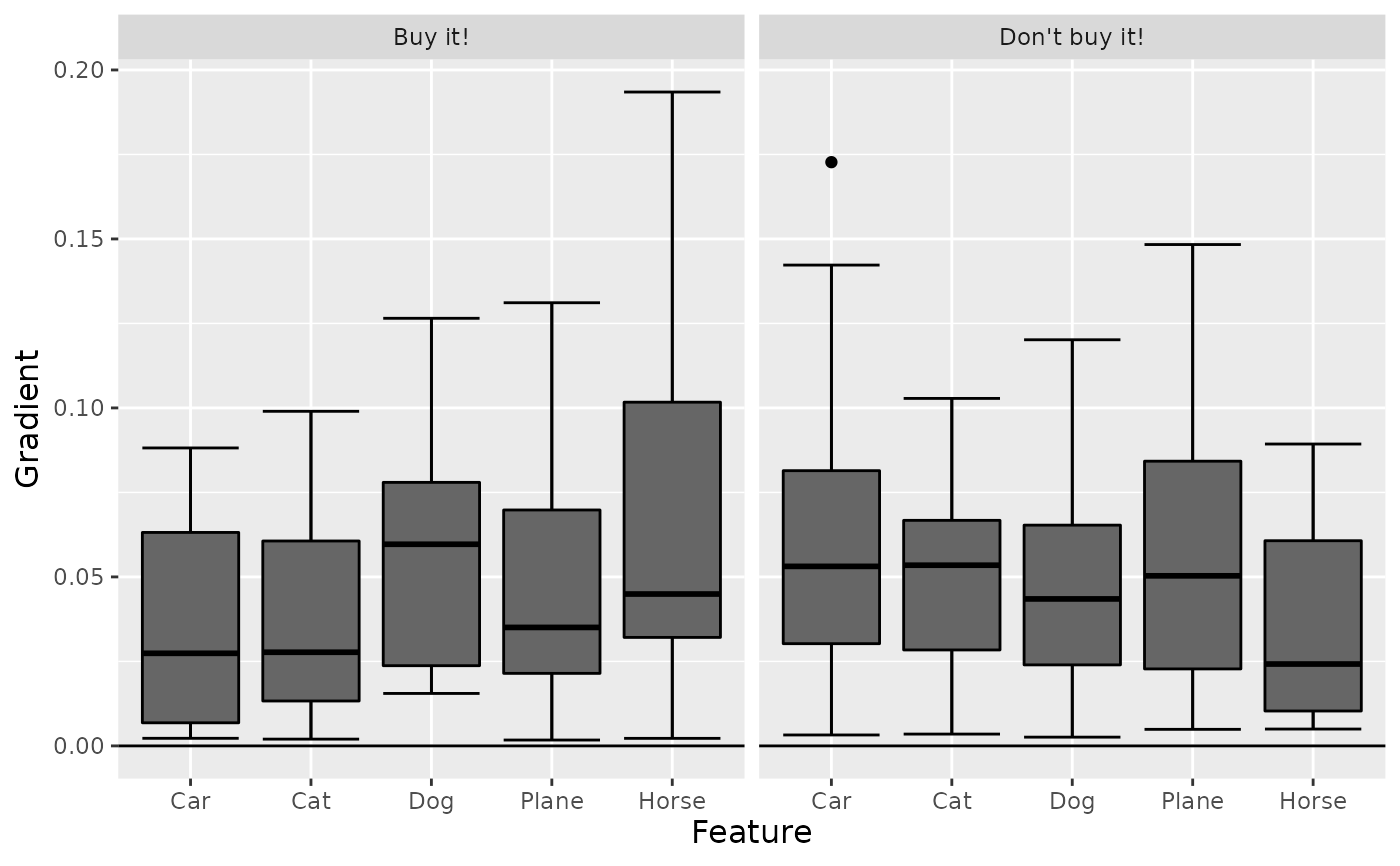 Buy it!
Don't buy it!
0.20
0.15
0.10
0.05
0.00
Gradient
Car Cat Dog Plane Horse
Car Cat Dog Plane Horse
Feature